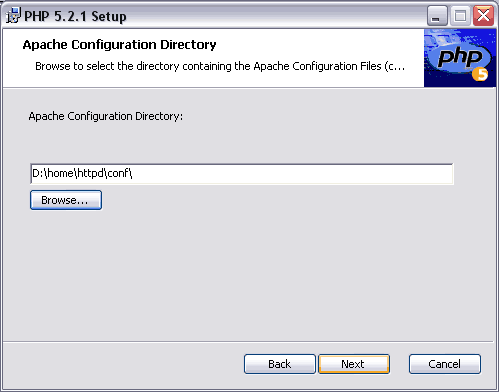 PHP 5.2.1 Setup
Apache Configuration Directory
Browse to select the directory containing the Apache Configuration Files (c...
php
5
Apache Configuration Directory:
D:\home\httpd\conf\
Browse...
Back Next Cancel